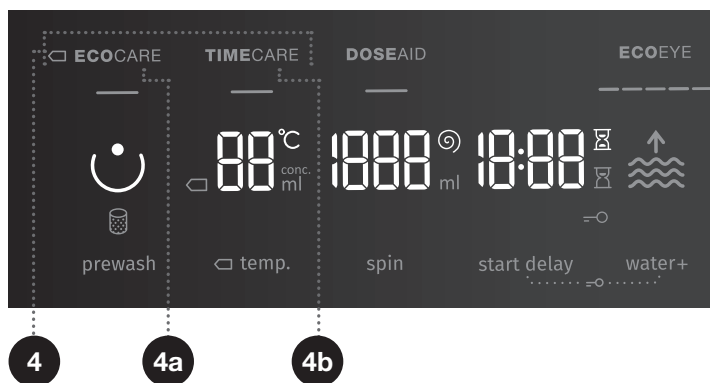 ECOCARE TIMECARE DOSEAID ECOEYE
88 °C conc. ml 1888 ml 18:88
prewash temp. spin start delay water+
4 4a 4b